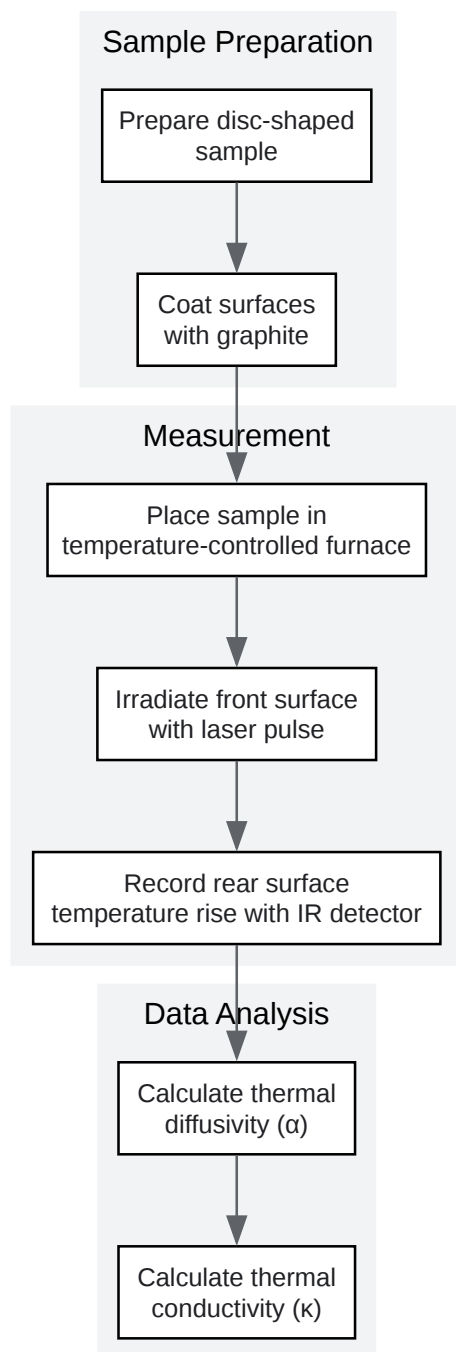 Sample Preparation
Prepare disc-shaped
sample
Coat surfaces
with graphite
Measurement
Place sample in
temperature-controlled furnace
Irradiate front surface
with laser pulse
Record rear surface
temperature rise with IR detector
Data Analysis
Calculate thermal
diffusivity (α)
Calculate thermal
conductivity (κ)